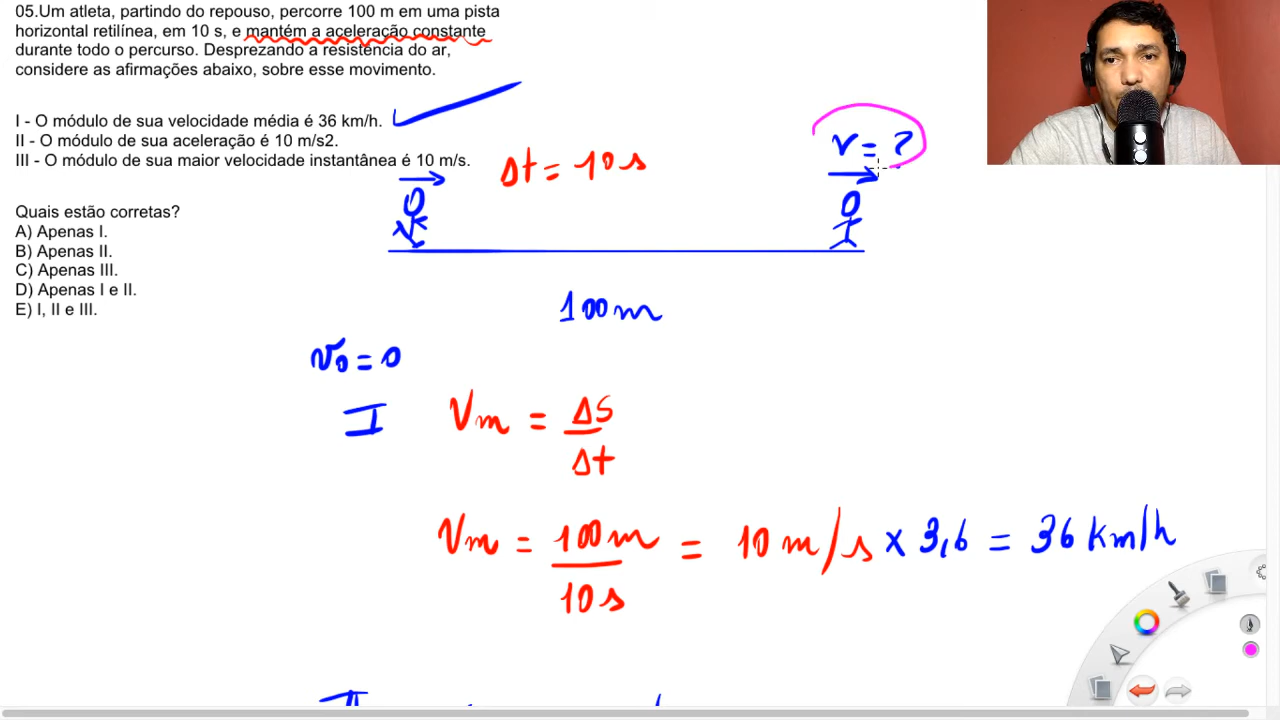 05.Um atleta, partindo do repouso, percorre 100 m em uma pista
horizontal retilínea, em 10 s, e mantém a aceleração constante
durante todo o percurso. Desprezando a resistência do ar,
considere as afirmações abaixo, sobre esse movimento.
I - O módulo de sua velocidade média é 36 km/h.
II - O módulo de sua aceleração é 10 m/s2.
III - O módulo de sua maior velocidade instantânea é 10 m/s.
Quais estão corretas?
A) Apenas I.
B) Apenas II.
C) Apenas III.
D) Apenas I e II.
E) I, II e III.
Δt = 10 s
v = ?
100 m
v0 = 0
I
Vm = ΔS
Δt
Vm = 100 m = 10 m/s × 3,6 = 36 km/h
10 s
II